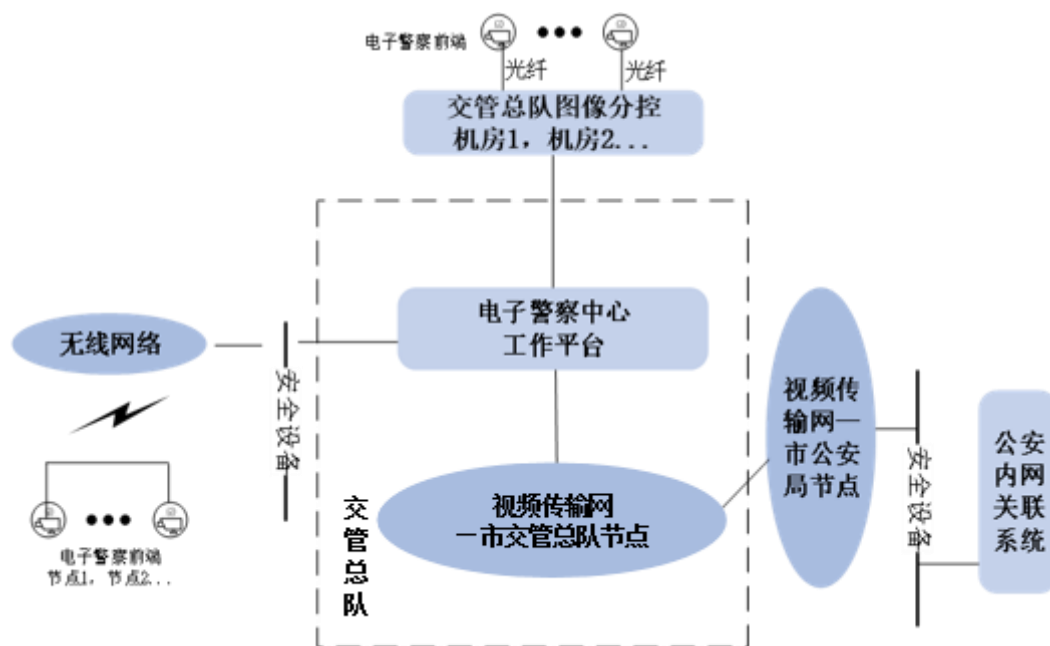 电子警察前端
光纤
光纤
交管总队图像分控
机房1，机房2...
电子警察中心
工作平台
无线网络
安全设备
电子警察前端
节点1，节点2...
交管总队
视频传输网
—市交管总队节点
视频传
输网—
市公安
局节点
安全设备
公安
内网
关联
系统